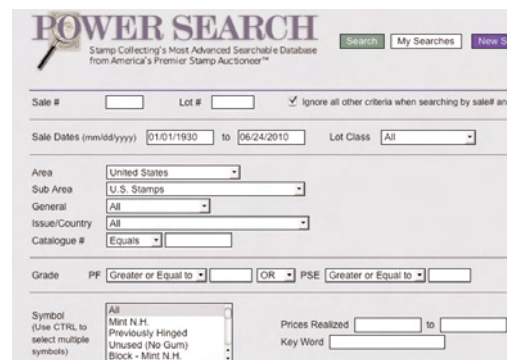 POWER SEARCH
Stamp Collecting's Most Advanced Searchable Database
from America's Premier Stamp Auctioneer™
Search My Searches New S
Sale # Lot # Ignore all other criteria when searching by sale# an
Sale Dates (mm/dd/yyyy) 01/01/1930 to 06/24/2010 Lot Class All
Area United States
Sub Area U.S. Stamps
General All
Issue/Country All
Catalogue # Equals
Grade PF Greater or Equal to OR PSE Greater or Equal to
Symbol
(Use CTRL to
select multiple
symbols)
All
Mint N.H.
Previously Hinged
Unused (No Gum)
Block - Mint N.H.
Prices Realized to
Key Word